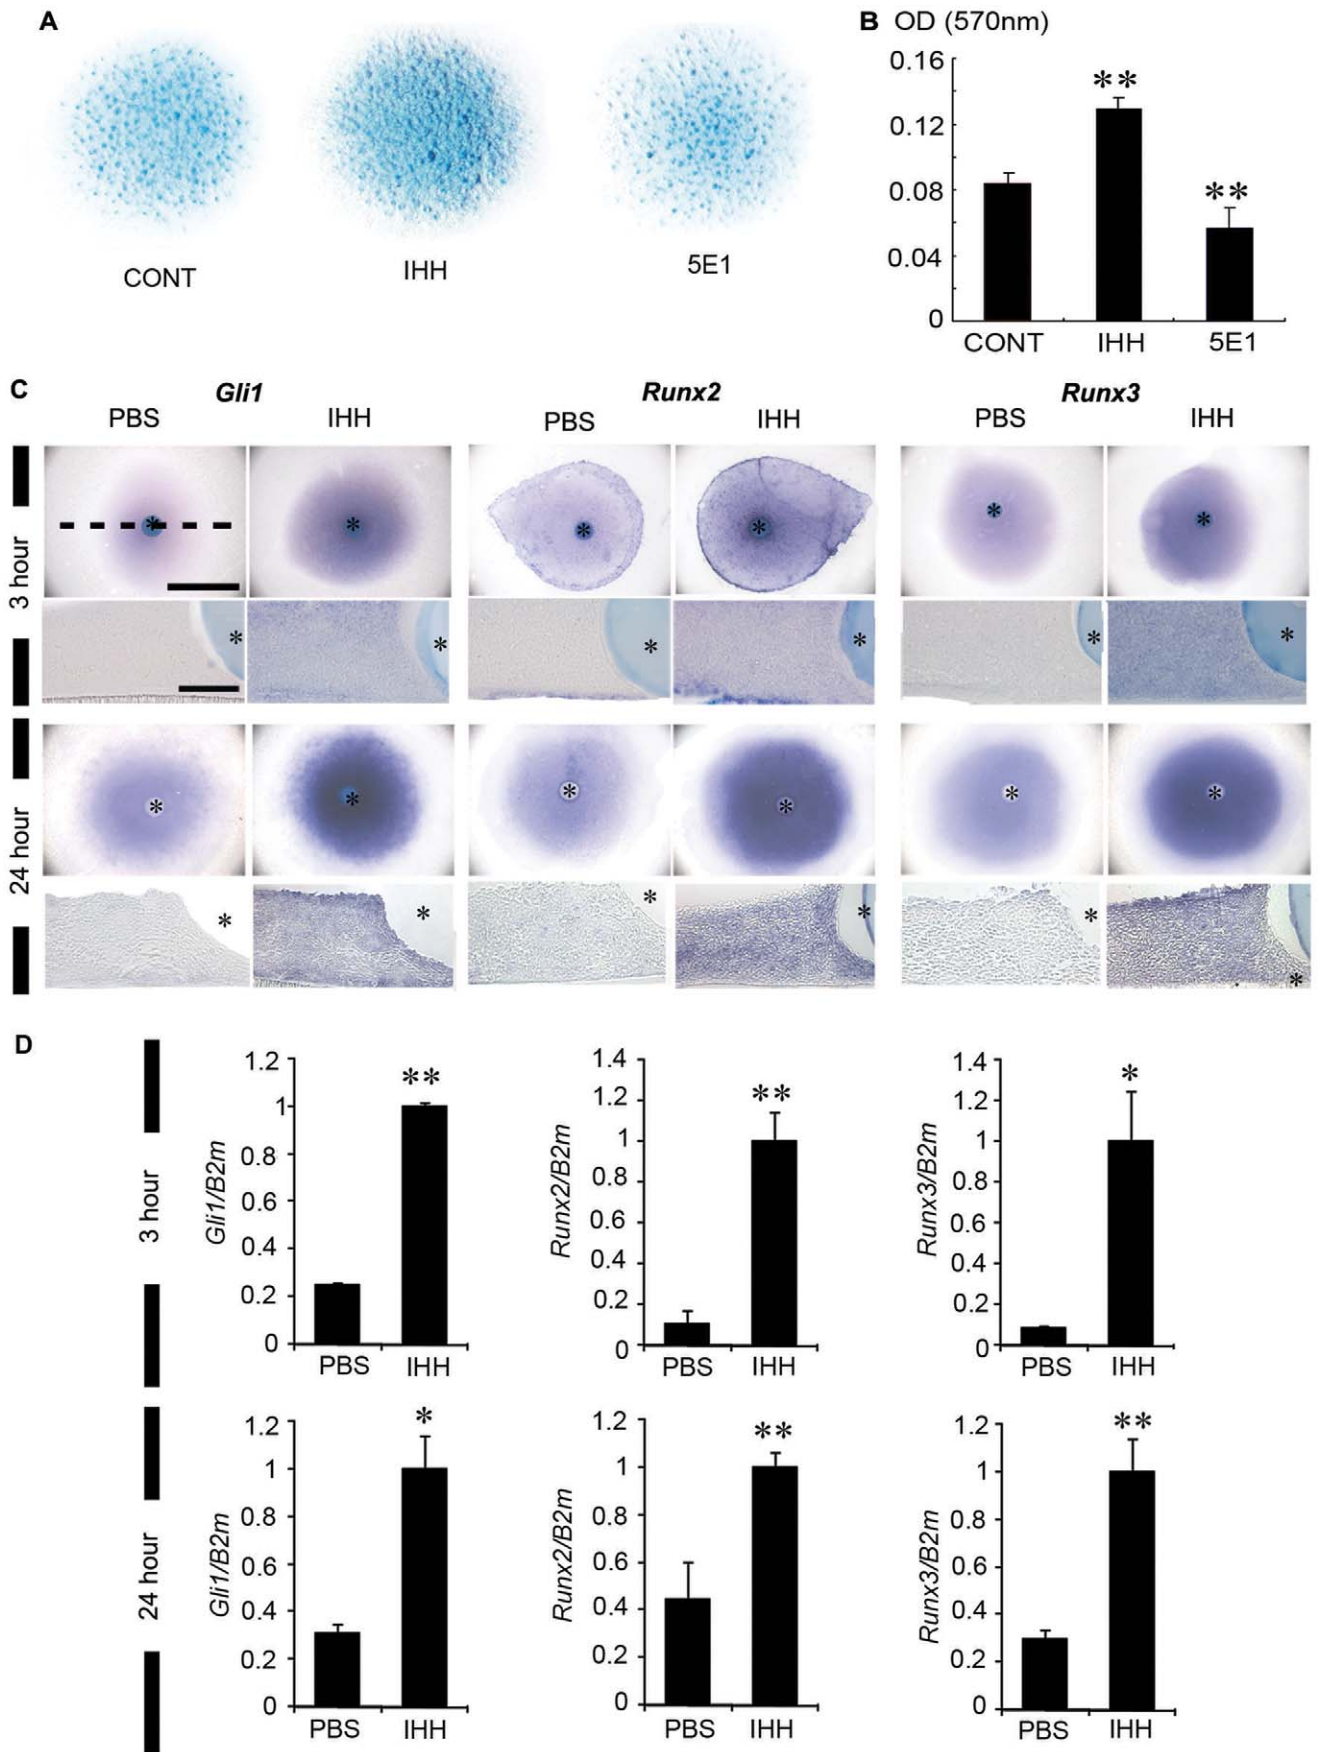 A
CONT
IHH
5E1
B OD (570nm)
0.16
0.12
0.08
0.04
0
**
**
CONT IHH 5E1
C
Gli1 Runx2 Runx3
PBS IHH PBS IHH PBS IHH
3 hour
* * * * * *
* * * * * *
24 hour
* * * * * *
* * * * * *
D
3 hour
Gli1/B2m
1.2
1
0.8
0.6
0.4
0.2
0
**
PBS IHH
Runx2/B2m
1.4
1.2
1
0.8
0.6
0.4
0.2
0
**
PBS IHH
Runx3/B2m
1.4
1.2
1
0.8
0.6
0.4
0.2
0
*
PBS IHH
24 hour
Gli1/B2m
1.2
1
0.8
0.6
0.4
0.2
0
*
PBS IHH
Runx2/B2m
1.2
1
0.8
0.6
0.4
0.2
0
**
PBS IHH
Runx3/B2m
1.2
1
0.8
0.6
0.4
0.2
0
**
PBS IHH